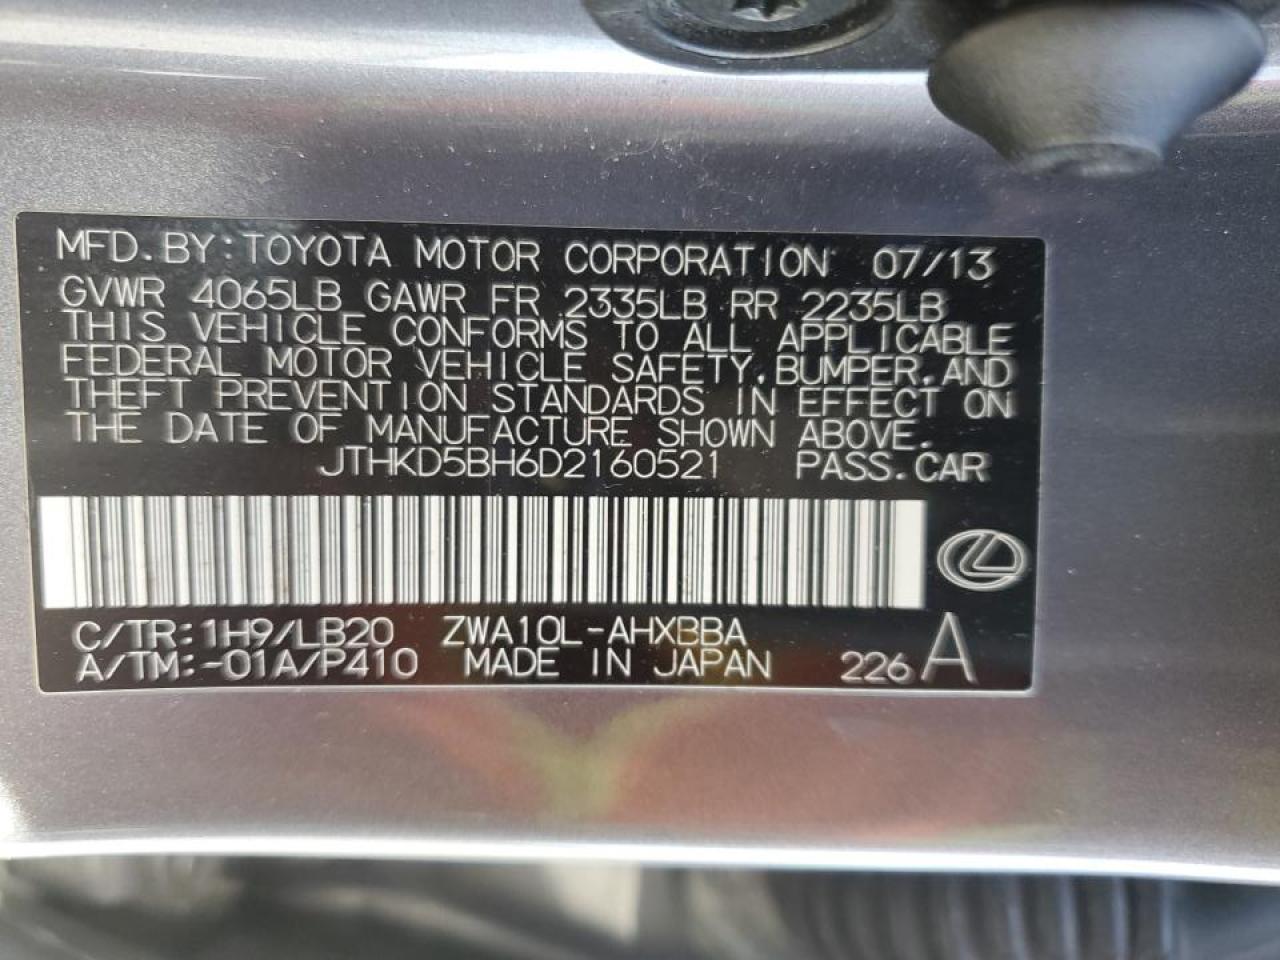 MFD. BY: TOYOTA MOTOR CORPORATION 07/13
GVWR 4065LB GAWR FR 2335LB RR 2235LB
THIS VEHICLE CONFORMS TO ALL APPLICABLE
FEDERAL MOTOR VEHICLE SAFETY, BUMPER, AND
THEFT PREVENTION STANDARDS IN EFFECT ON
THE DATE OF MANUFACTURE SHOWN ABOVE.
JTHKD5BH6D2160521 PASS. CAR
C/TR: 1H9/LB20 ZWA10L-AHXBBA
A/TM: -01A/P410 MADE IN JAPAN 226 A